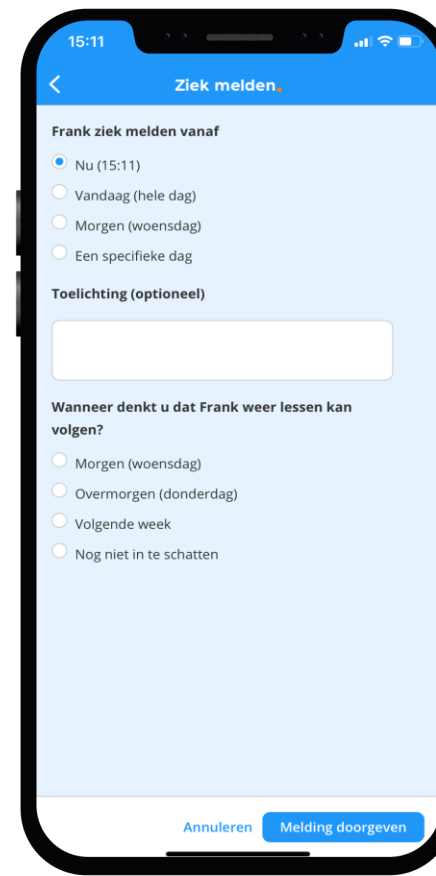 15:11
Ziek melden.
Frank ziek melden vanaf
Nu (15:11)
Vandaag (hele dag)
Morgen (woensdag)
Een specifieke dag
Toelichting (optioneel)
Wanneer denkt u dat Frank weer lessen kan
volgen?
Morgen (woensdag)
Overmorgen (donderdag)
Volgende week
Nog niet in te schatten
Annuleren Melding doorgeven